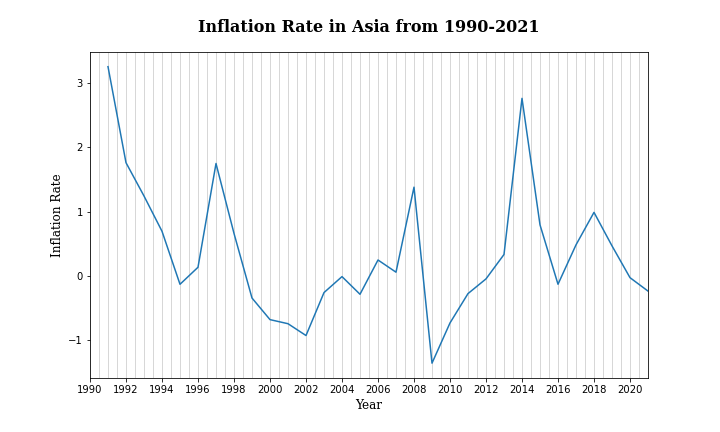 Inflation Rate in Asia from 1990-2021
Inflation Rate
3
2
1
0
−1
1990 1992 1994 1996 1998 2000 2002 2004 2006 2008 2010 2012 2014 2016 2018 2020
Year